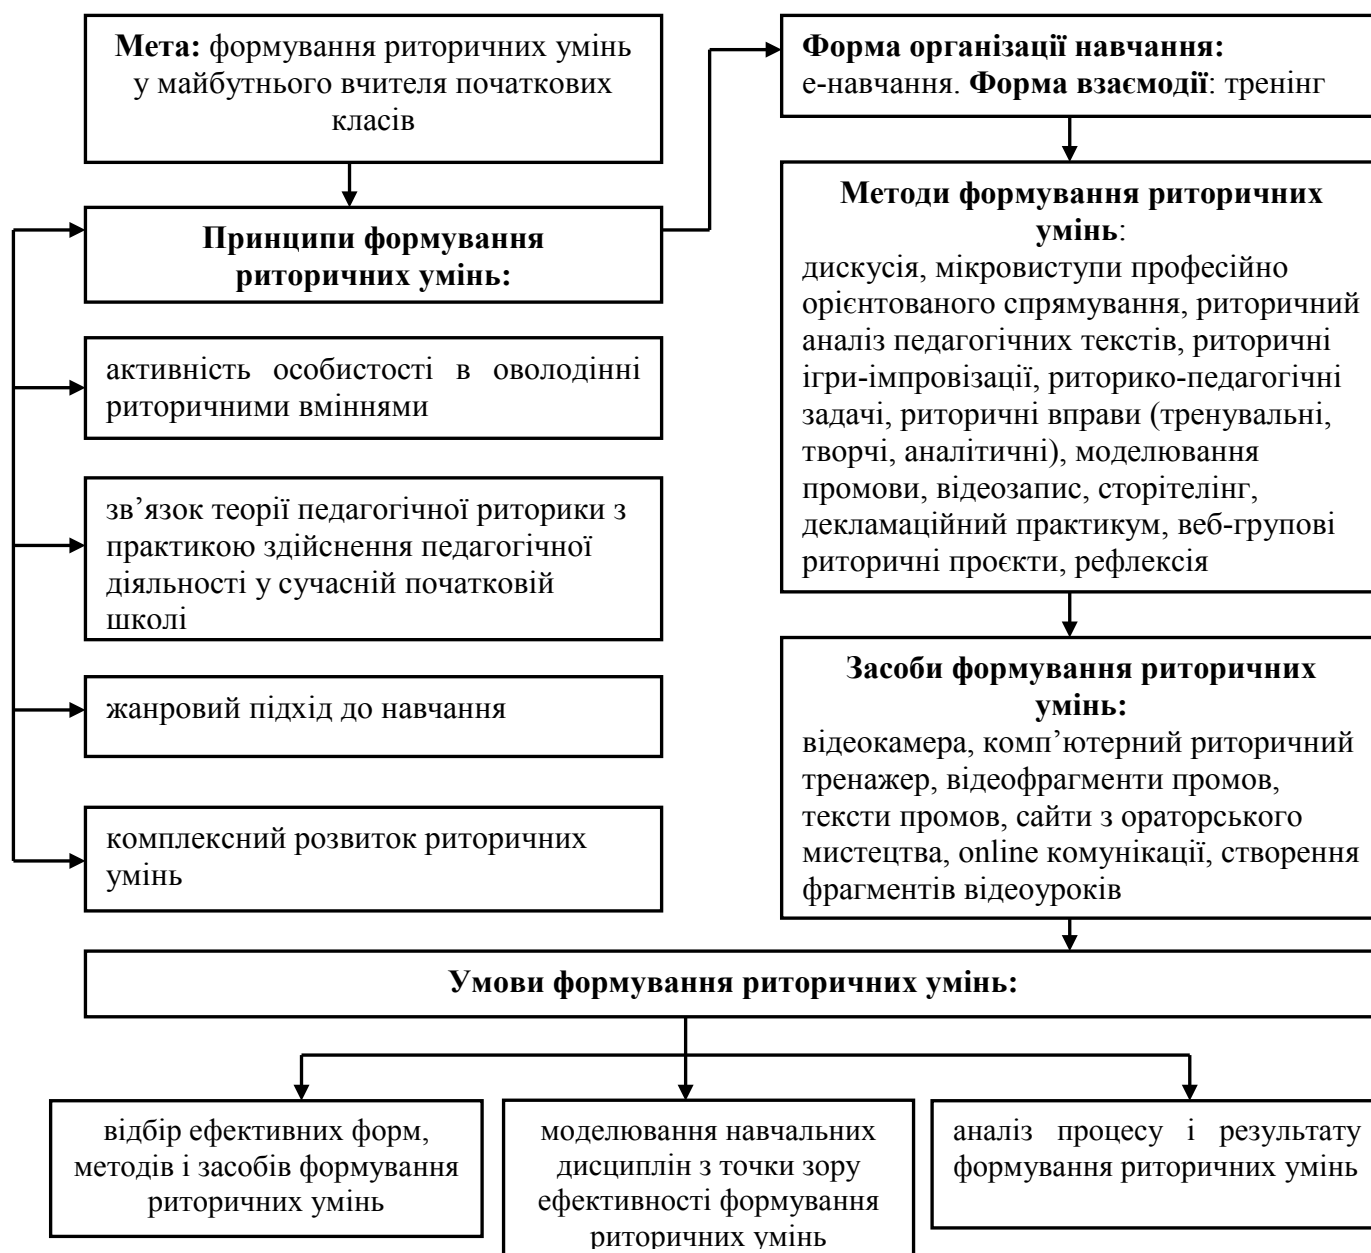 Мета: формування риторичних умінь
у майбутнього вчителя початкових
класів
Принципи формування
риторичних умінь:
активність особистості в оволодінні
риторичними вміннями
зв’язок теорії педагогічної риторики з
практикою здійснення педагогічної
діяльності у сучасній початковій
школі
жанровий підхід до навчання
комплексний розвиток риторичних
умінь
Форма організації навчання:
е-навчання. Форма взаємодії: тренінг
Методи формування риторичних
умінь:
дискусія, мікровиступи професійно
орієнтованого спрямування, риторичний
аналіз педагогічних текстів, риторичні
ігри-імпровізації, риторико-педагогічні
задачі, риторичні вправи (тренувальні,
творчі, аналітичні), моделювання
промови, відеозапис, сторітелінг,
декламаційний практикум, веб-групові
риторичні проєкти, рефлексія
Засоби формування риторичних
умінь:
відеокамера, комп’ютерний риторичний
тренажер, відеофрагменти промов,
тексти промов, сайти з ораторського
мистецтва, online комунікації, створення
фрагментів відеоуроків
Умови формування риторичних умінь:
відбір ефективних форм,
методів і засобів формування
риторичних умінь
моделювання навчальних
дисциплін з точки зору
ефективності формування
риторичних умінь
аналіз процесу і результату
формування риторичних умінь